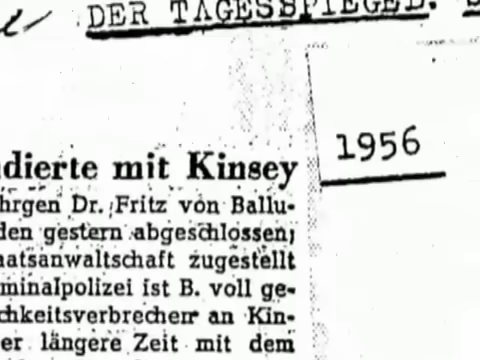 DER TAGESSPIEGEL.
1956
dierte mit Kinsey
hrgen Dr. Fritz von Ballu-
den gestern abgeschlossen;
aatsanwaltschaft zugestellt
minalpolizei ist B. voll ge-
chkeitsverbrecher an Kin-
er längere Zeit mit dem